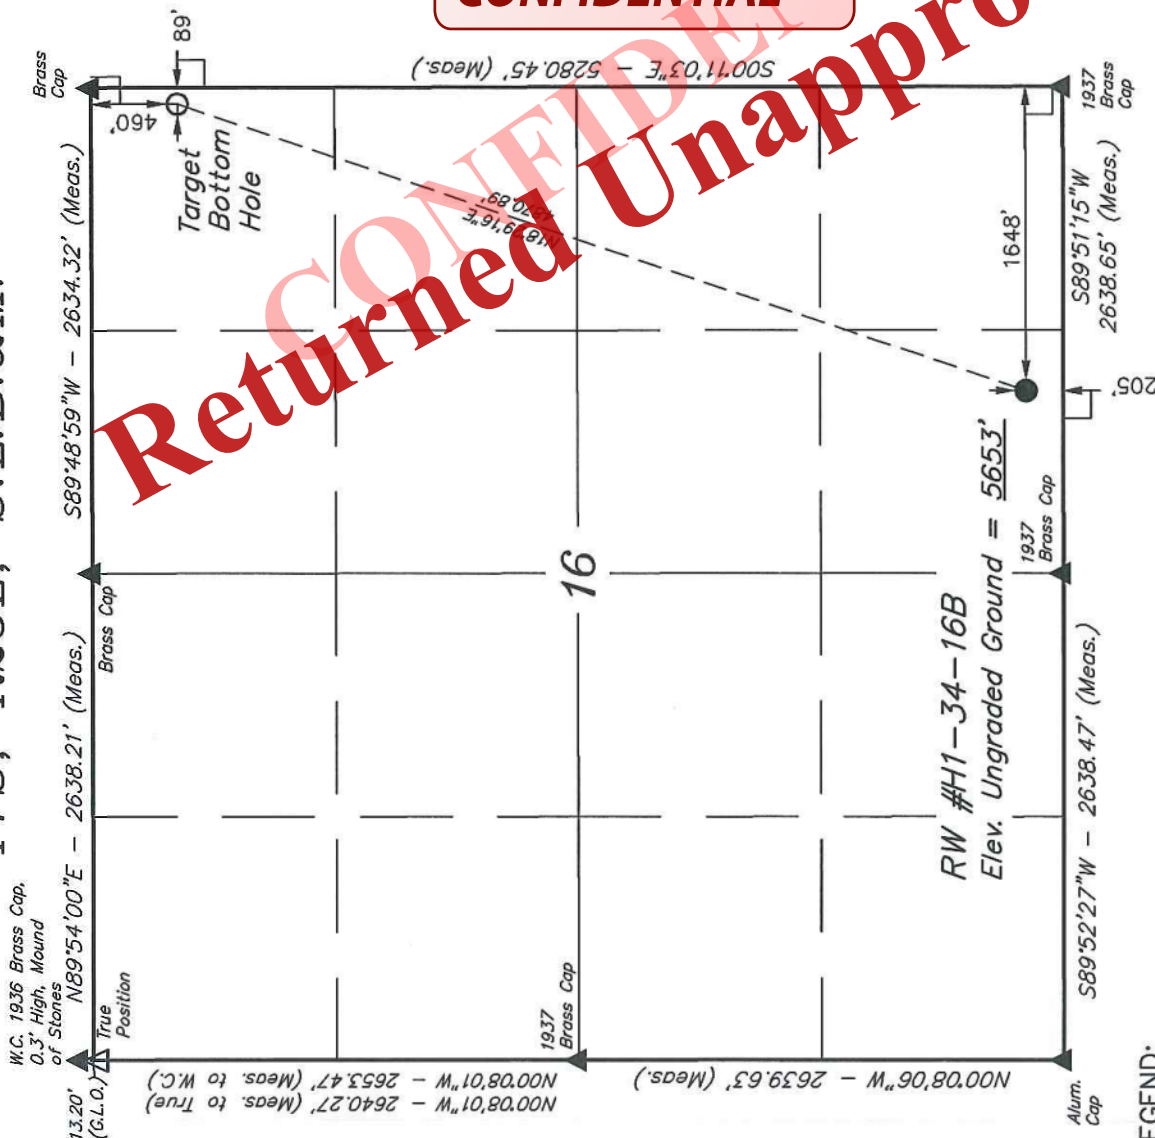 CONFIDENTIAL
W.C. 1936 Brass Cap,
0.3' High, Mound
of Stones
N89°54'00"E - 2638.21' (Meas.)
S89°48'59"W - 2634.32' (Meas.)
Brass
Cap
89'
13.20'
(G.L.O.)
True
Position
Brass Cap
460'
Target
Bottom
Hole
S00°11'03"E - 5280.45' (Meas.)
N18°39'16"E
4870.89'
CONFIDEN
Returned Unappro
16
1937
Brass Cap
N00°08'01"W - 2653.47' (Meas. to W.C.)
N00°08'01"W - 2640.27' (Meas. to True)
N00°08'06"W - 2639.63' (Meas.)
RW #H1-34-16B
Elev. Ungraded Ground = 5653'
1648'
205'
1937
Brass Cap
1937
Brass
Cap
Alum.
Cap
S89°52'27"W - 2638.47' (Meas.)
S89°51'15"W
2638.65' (Meas.)
EGEND: